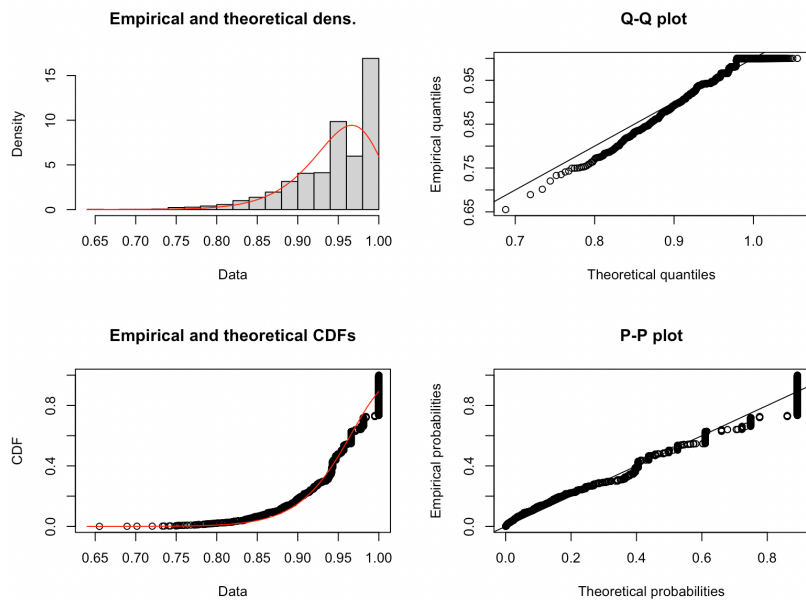 Empirical and theoretical dens.
Density
15
10
5
0
0.65 0.70 0.75 0.80 0.85 0.90 0.95 1.00
Data
Q-Q plot
Empirical quantiles
0.95
0.85
0.75
0.65
0.7 0.8 0.9 1.0
Theoretical quantiles
Empirical and theoretical CDFs
CDF
0.8
0.4
0.0
0.65 0.70 0.75 0.80 0.85 0.90 0.95 1.00
Data
P-P plot
Empirical probabilities
0.8
0.4
0.0
0.0 0.2 0.4 0.6 0.8
Theoretical probabilities